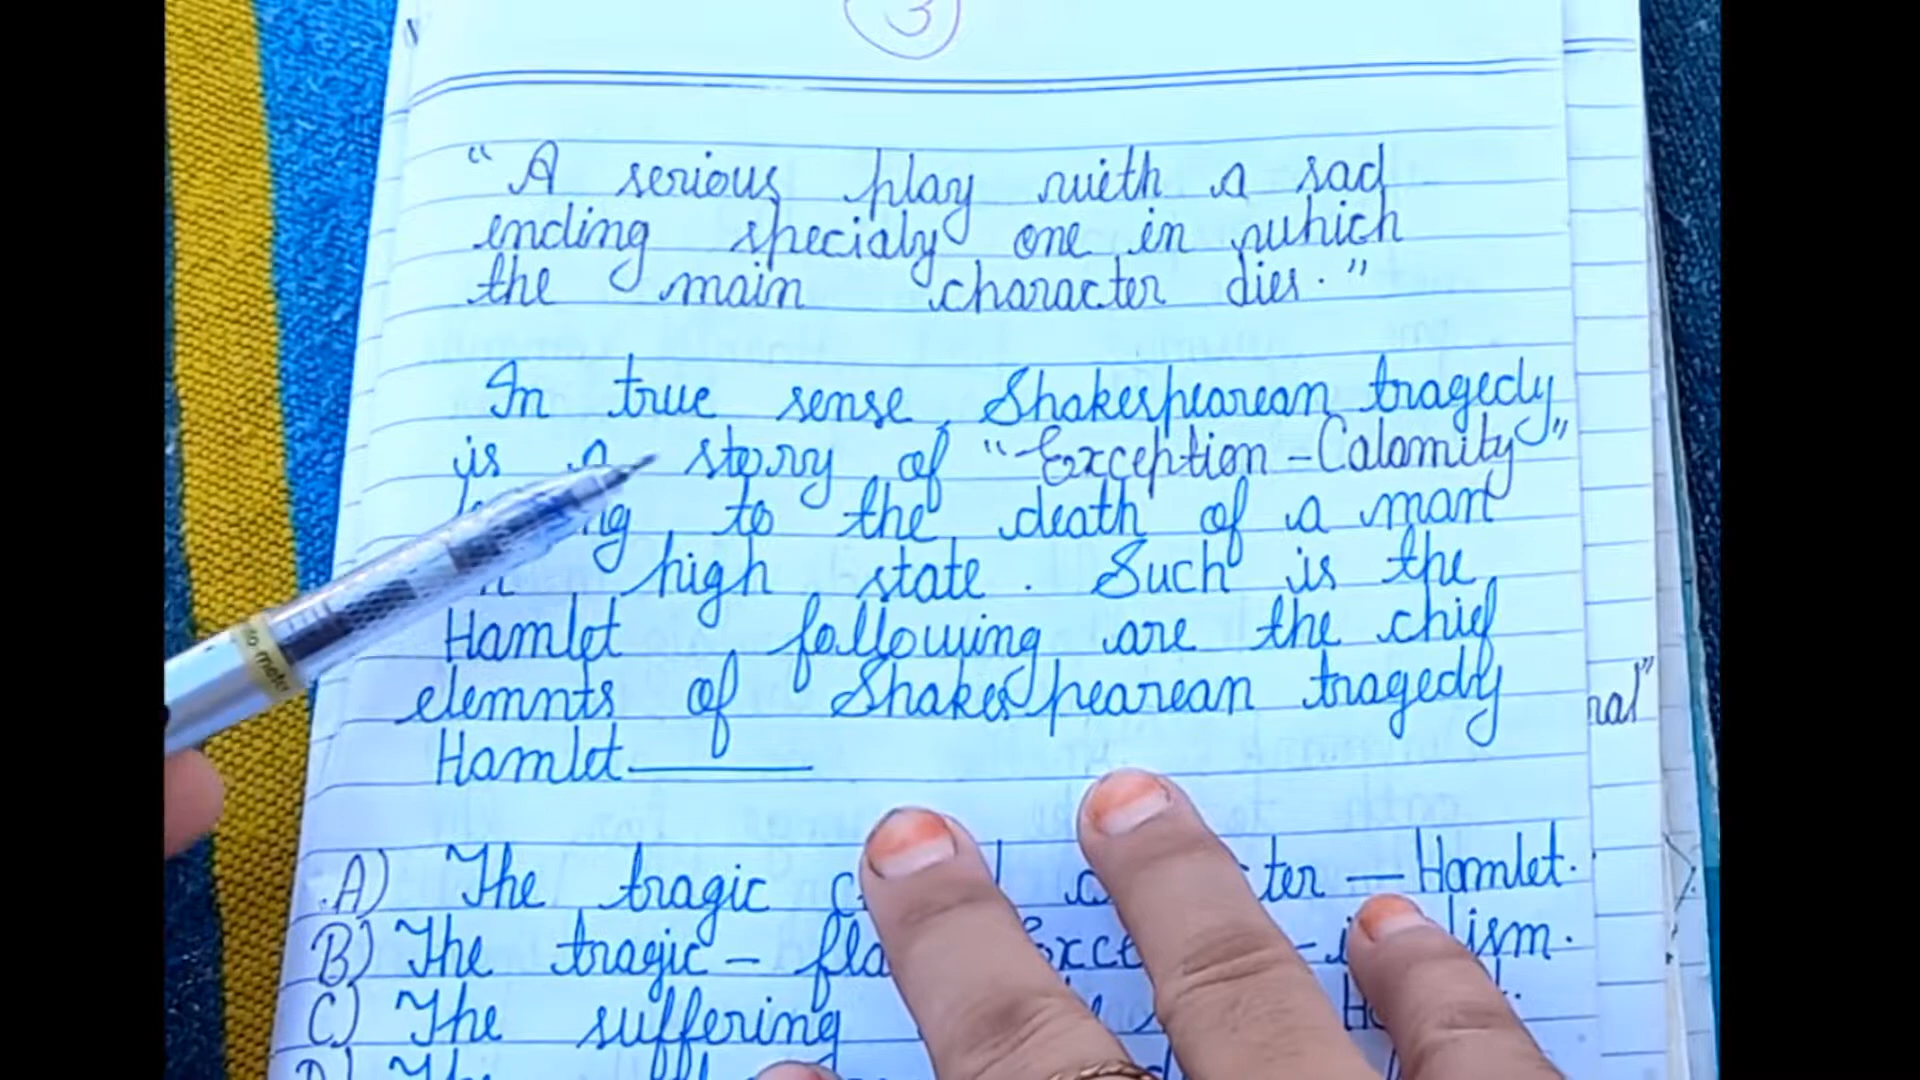 3
“ A serious play with a sad
ending specialy one in which
the main character dies. ”
In true sense, Shakespearean tragedy
is a story of “Exception - Calamity”
to the death of a man
high state. Such is the
Hamlet following are the chief
elemnts of Shakespearean tragedy
Hamlet
A) The tragic — Hamlet.
B) The tragic -
C) The suffering
The